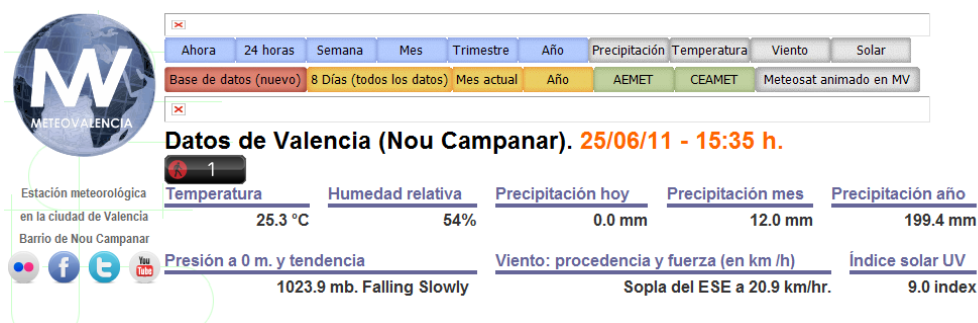 Ahora 24 horas Semana Mes Trimestre Año Precipitación Temperatura Viento Solar
Base de datos (nuevo) 8 Días (todos los datos) Mes actual Año AEMET CEAMET Meteosat animado en MV
MV
METEOVALENCIA
Datos de Valencia (Nou Campanar). 25/06/11 - 15:35 h.
1
Estación meteorológica
en la ciudad de Valencia
Barrio de Nou Campanar
f t You Tube
Temperatura Humedad relativa Precipitación hoy Precipitación mes Precipitación año
25.3 °C 54% 0.0 mm 12.0 mm 199.4 mm
Presión a 0 m. y tendencia Viento: procedencia y fuerza (en km /h) Índice solar UV
1023.9 mb. Falling Slowly Sopla del ESE a 20.9 km/hr. 9.0 index